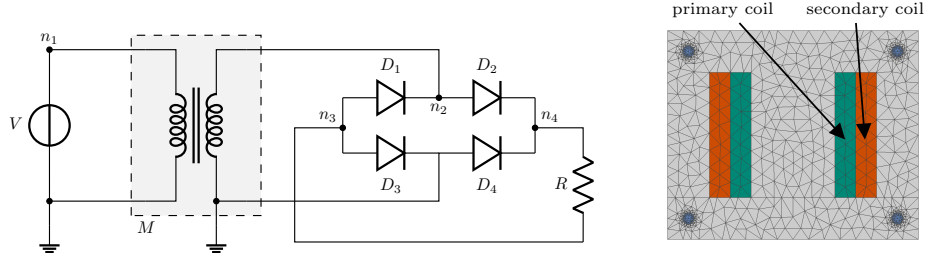 primary coil secondary coil
n1
D1 D2
V
n2
n3 n4
D3 D4
R
M